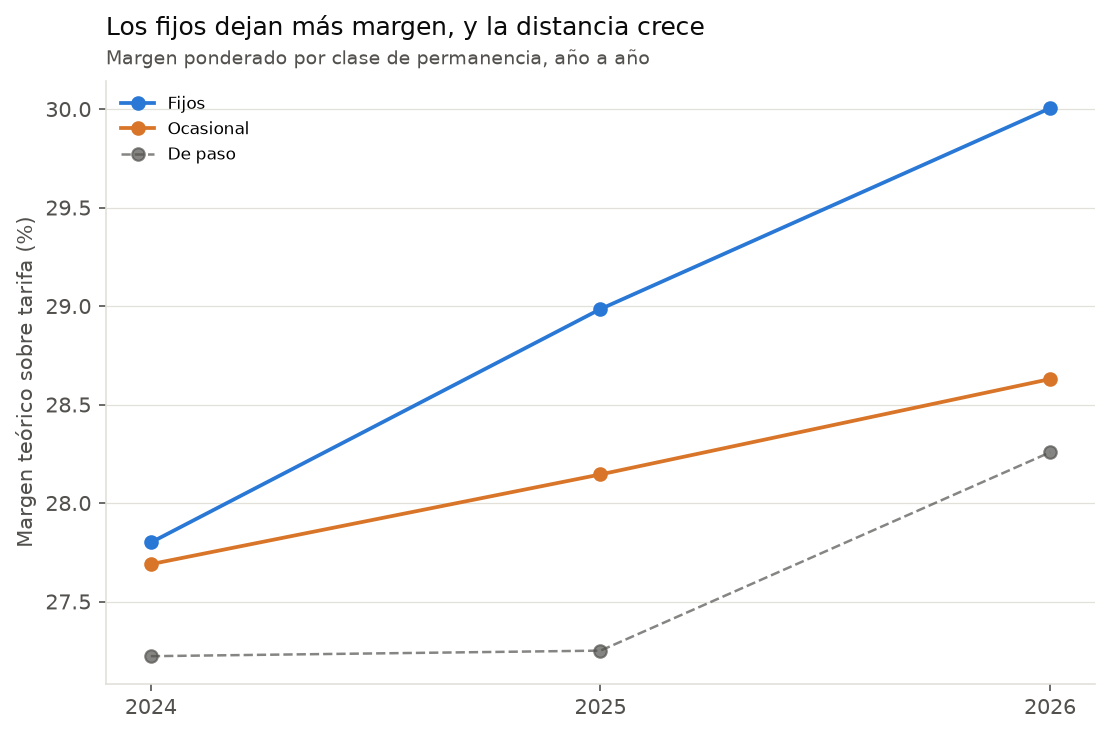 Los fijos dejan más margen, y la distancia crece
Margen ponderado por clase de permanencia, año a año
Fijos
Ocasional
De paso
Margen teórico sobre tarifa (%)
30.0
29.5
29.0
28.5
28.0
27.5
2024
2025
2026